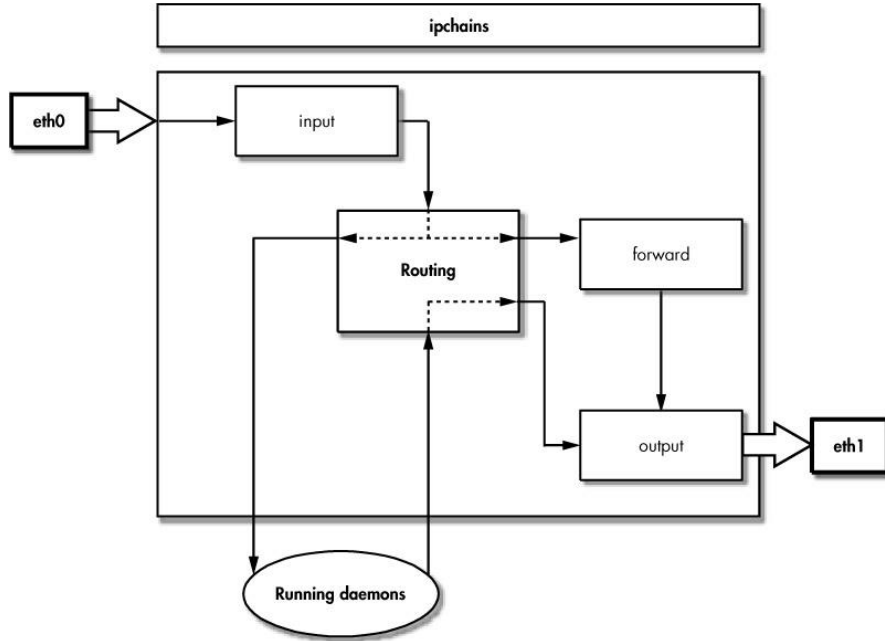 ipchains
eth0
input
Routing
forward
output
eth1
Running daemons